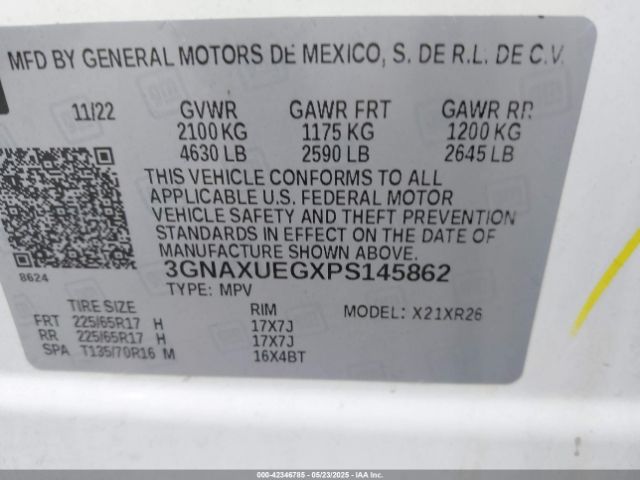 MFD BY GENERAL MOTORS DE MEXICO, S. DE R.L. DE C.V.
11/22 GVWR GAWR FRT GAWR RR
2100 KG 1175 KG 1200 KG
4630 LB 2590 LB 2645 LB
THIS VEHICLE CONFORMS TO ALL
APPLICABLE U.S. FEDERAL MOTOR
VEHICLE SAFETY AND THEFT PREVENTION
STANDARDS IN EFFECT ON THE DATE OF
MANUFACTURE SHOWN ABOVE.
8624 3GNAXUEGXPS145862
TYPE: MPV
TIRE SIZE RIM MODEL: X21XR26
FRT 225/65R17 H 17X7J
RR 225/65R17 H 17X7J
SPA T135/70R16 M 16X4BT
000-42346785 - 05/23/2025 - IAAI.COM